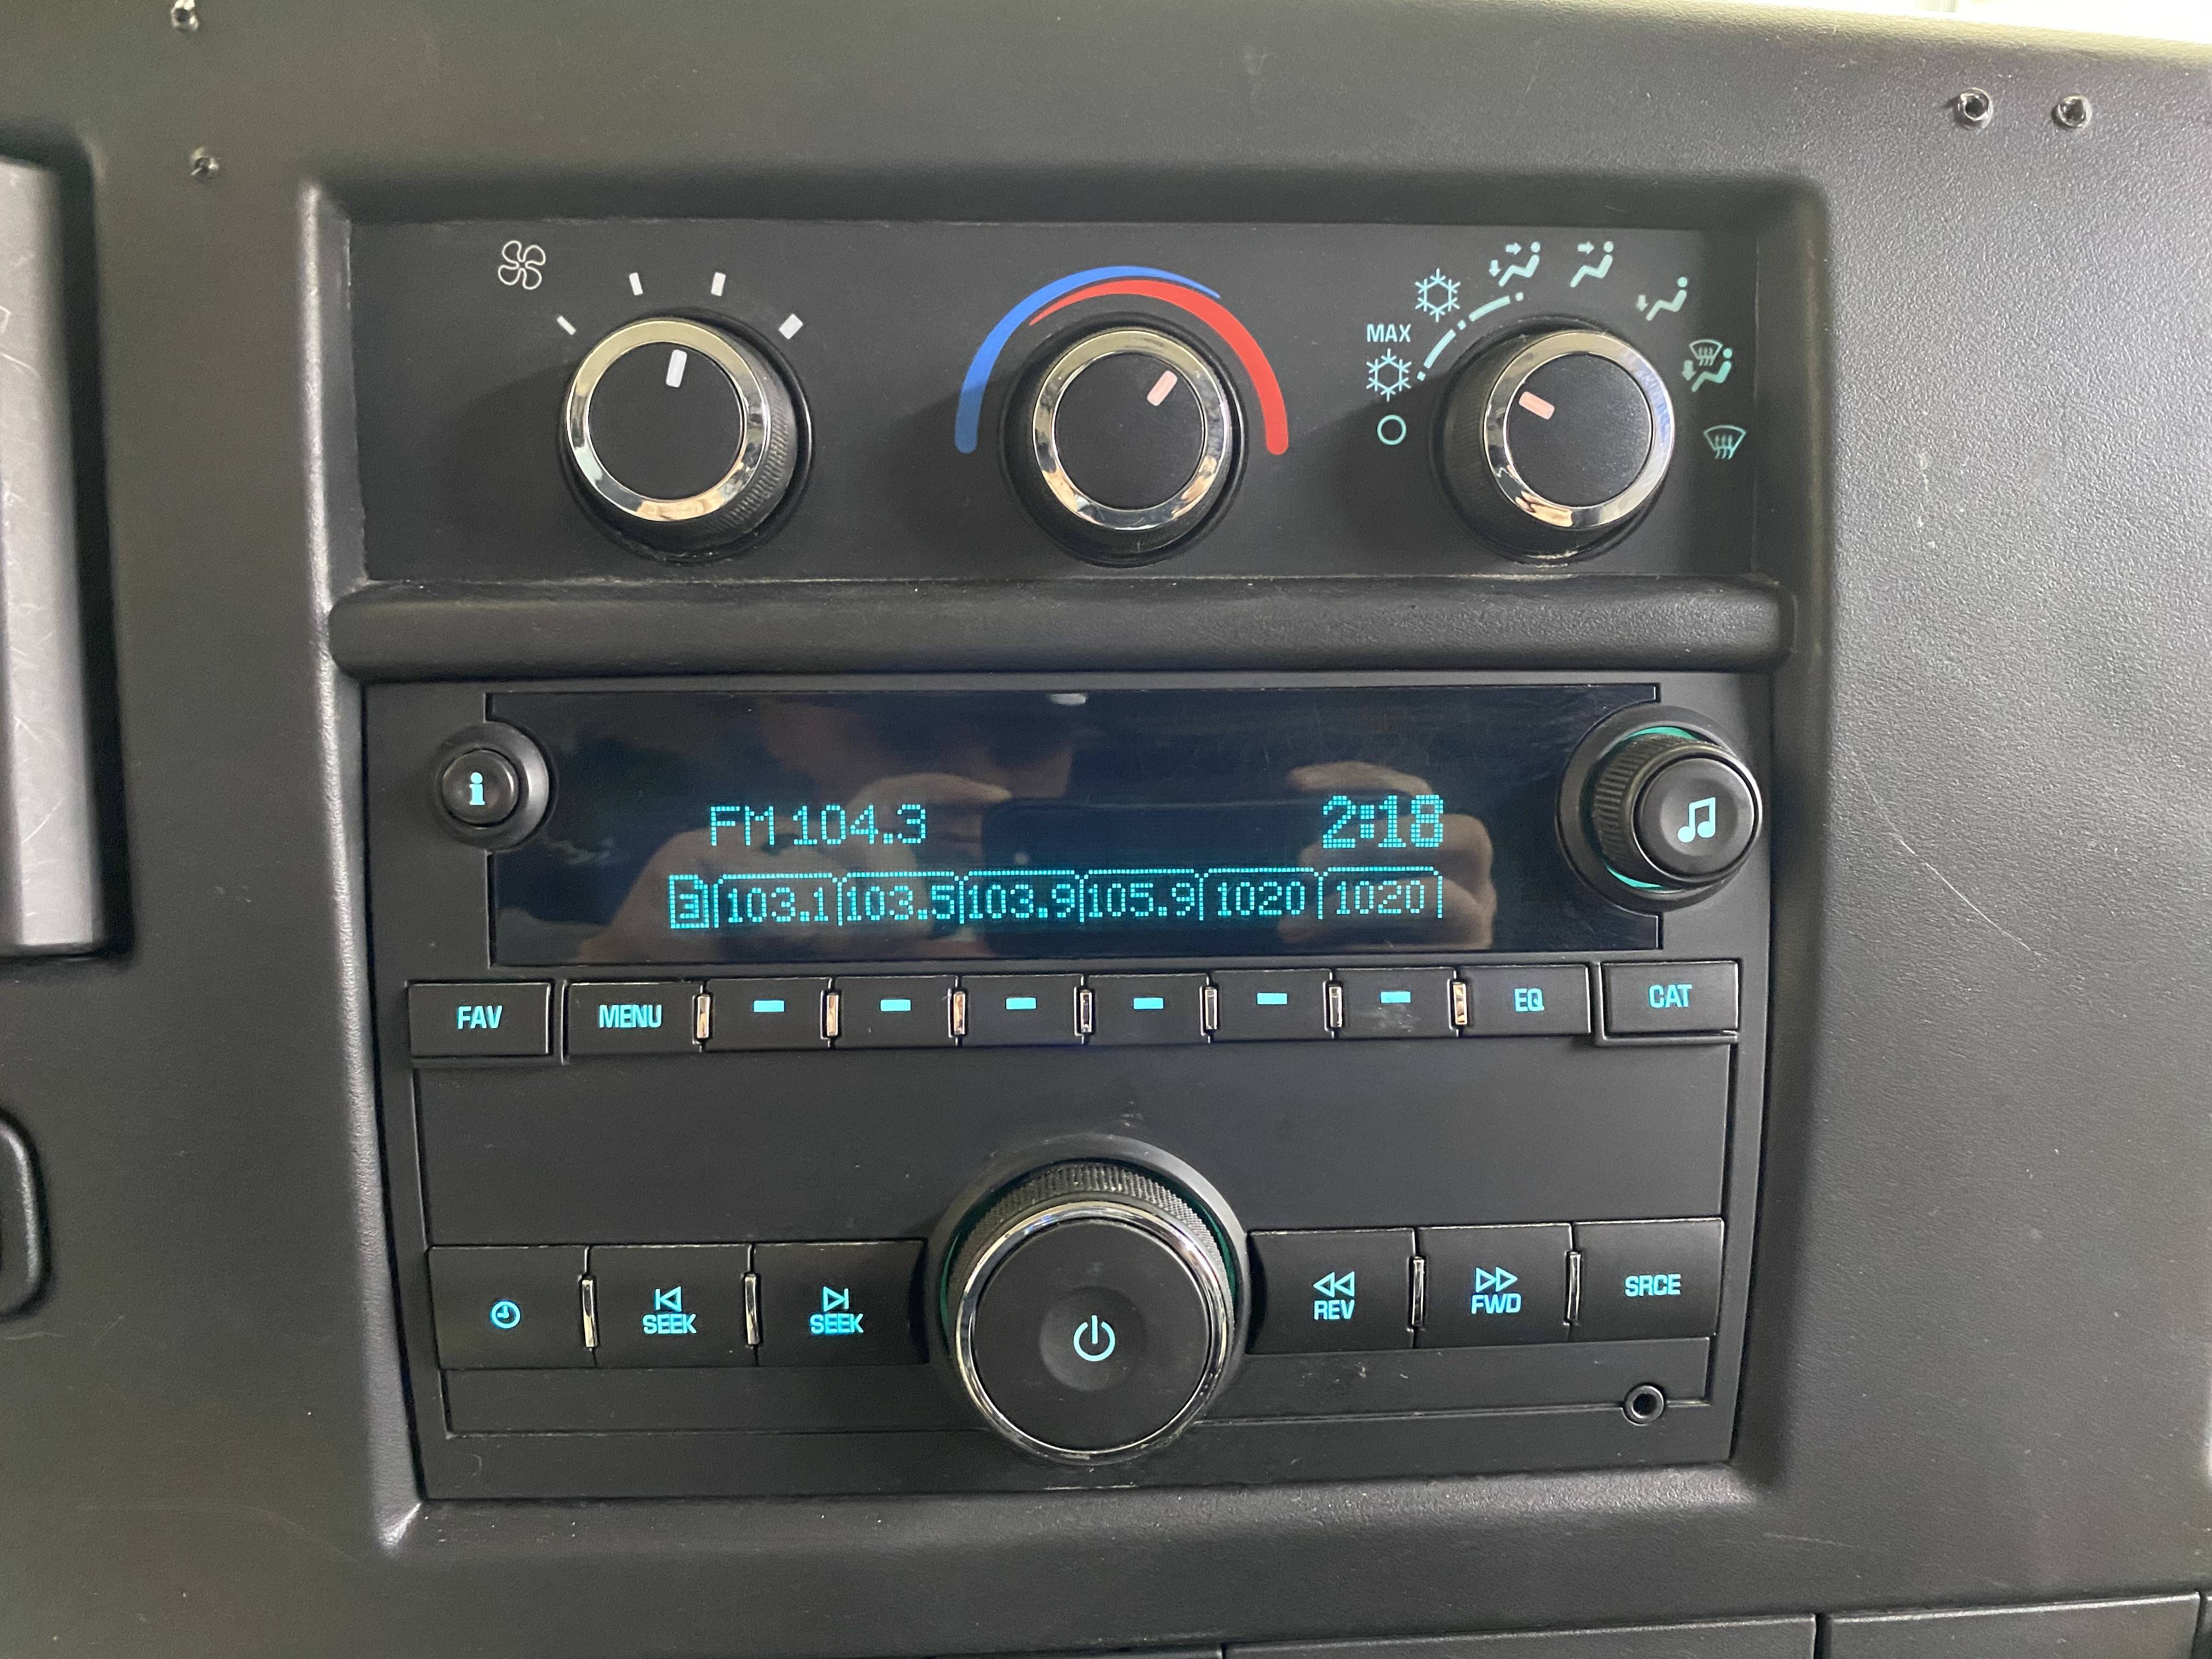 MAX
i
FM 104.3 2:18
3 103.1 103.5 103.9 105.9 1020 1020
FAV MENU EQ CAT
SEEK SEEK REV FWD SRCE